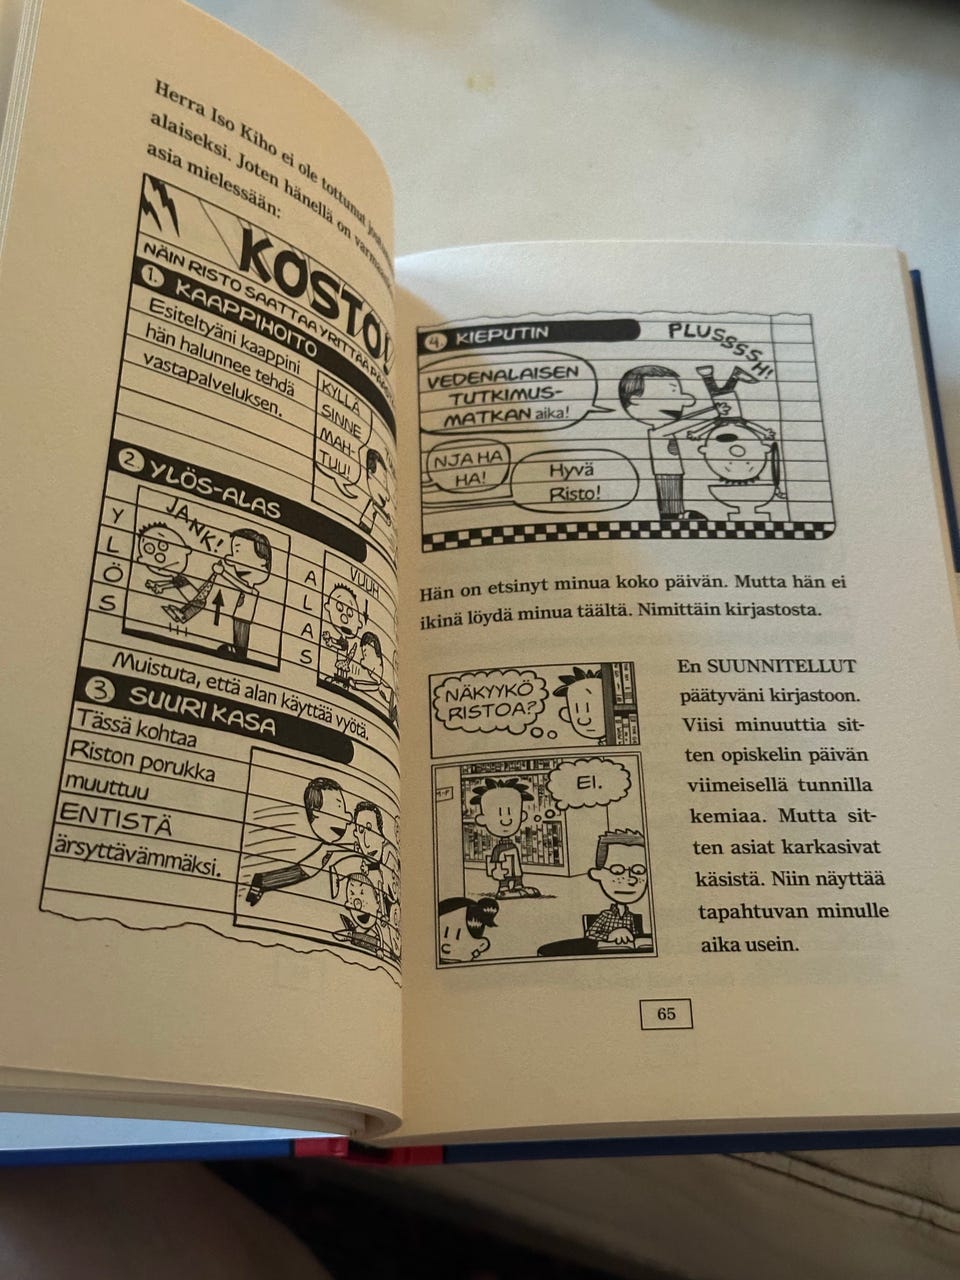 Herra Iso Kiho ei ole tottunut
alaiseksi. Joten hänellä on
asia mielessään:
KOSTO!
NÄIN RISTO SAATTAA YRITTÄÄ
1. KAAPPIHOITO
Esiteltyäni kaappini
hän halunnee tehdä
vastapalveluksen.
KYLLÄ
SINNE
MAH-
TUU!
2 YLÖS-ALAS
YLÖS
JÄNK!
ALAS
VUUH
Muistuta, että alan käyttää vyötä.
3 SUURI KASA
Tässä kohtaa
Riston porukka
muuttuu
ENTISTÄ
ärsyttävämmäksi.
4. KIEPUTIN
PLUSSSSH!
VEDENALAISEN
TUTKIMUS-
MATKAN aika!
NJA HA
HA!
Hyvä
Risto!
Hän on etsinyt minua koko päivän. Mutta hän ei
ikinä löydä minua täältä. Nimittäin kirjastosta.
NÄKYYKÖ
RISTOA?
EI.
En SUUNNITELLUT
päätyväni kirjastoon.
Viisi minuuttia sit-
ten opiskelin päivän
viimeisellä tunnilla
kemiaa. Mutta sit-
ten asiat karkasivat
käsistä. Niin näyttää
tapahtuvan minulle
aika usein.
65